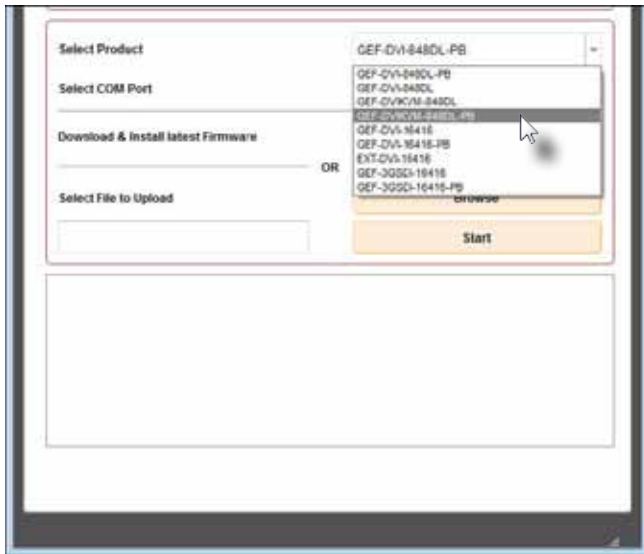 Select Product
GEF-DVI-848DL-PB
GEF-DVI-848DL-PB
GEF-DVI-848DL
GEF-DVIKVM-848DL
GEF-DVIKVM-848DL-PB
GEF-DVI-16416
GEF-DVI-16416-PB
EXT-DVI-16416
GEF-3GSDI-16416
GEF-3GSDI-16416-PB
Select COM Port
Download & Install latest Firmware
OR
Select File to Upload
Browse
Start